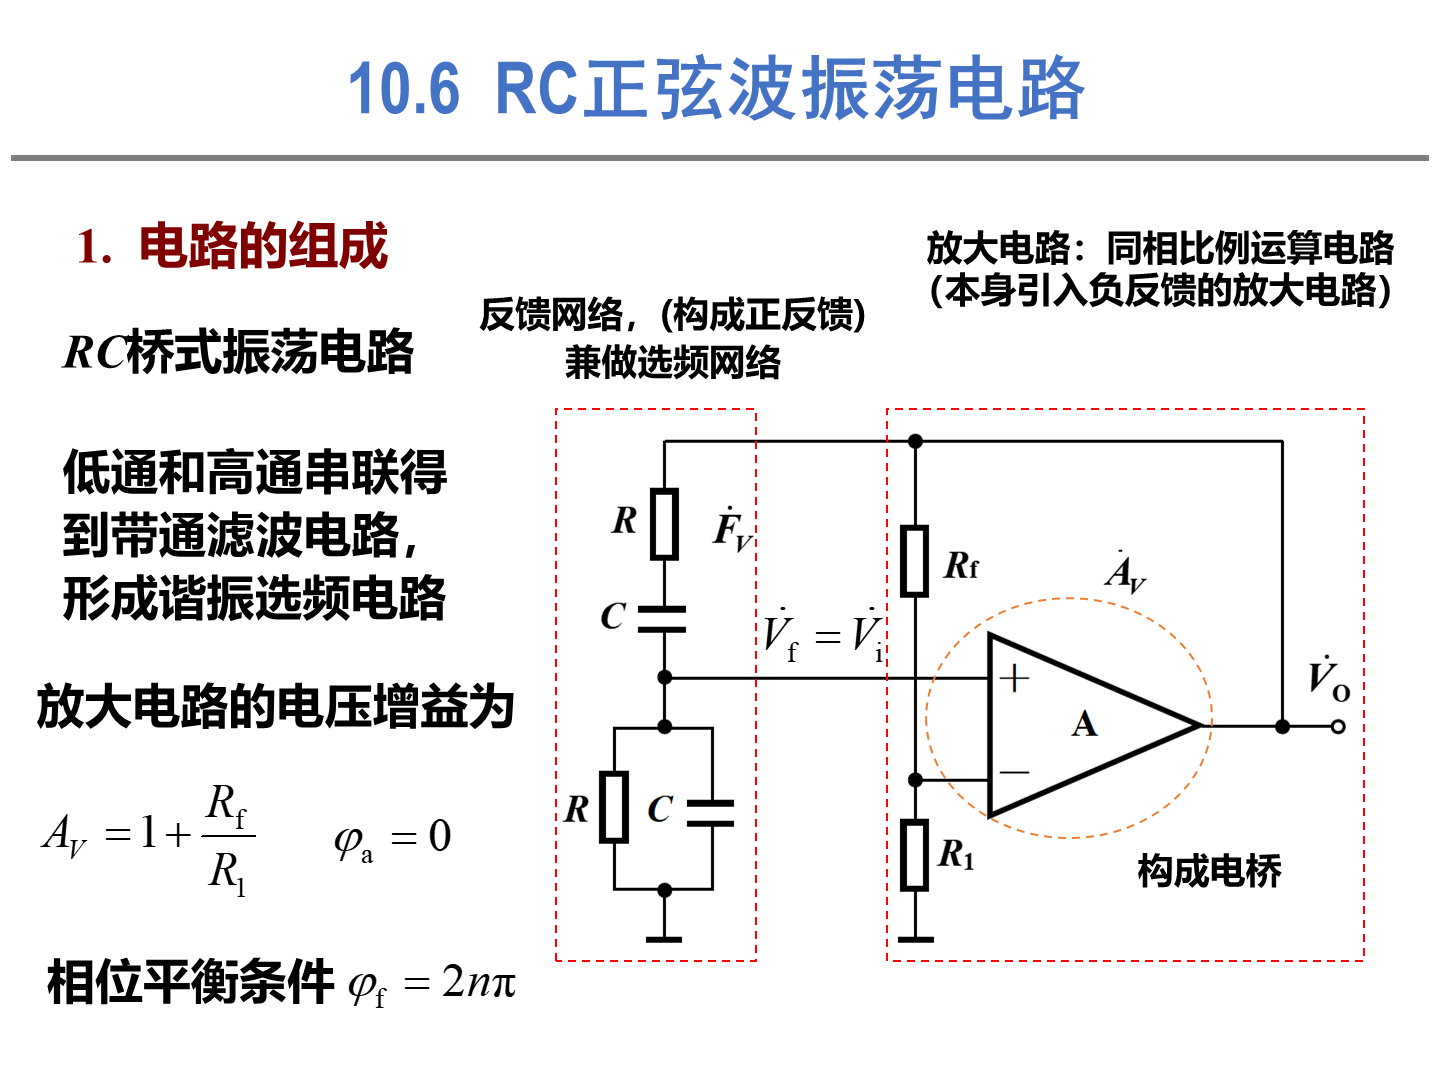 10.6 RC正弦波振荡电路
1. 电路的组成
放大电路：同相比例运算电路
（本身引入负反馈的放大电路）
反馈网络，(构成正反馈)
兼做选频网络
RC桥式振荡电路
低通和高通串联得
到带通滤波电路，
形成谐振选频电路
放大电路的电压增益为
A_V = 1 + R_f / R_1
φ_a = 0
相位平衡条件 φ_f = 2nπ
R
Ḟ_V
C
V̇_f = V̇_i
R
C
R_f
Ȧ_V
+
A
−
V̇_O
R_1
构成电桥